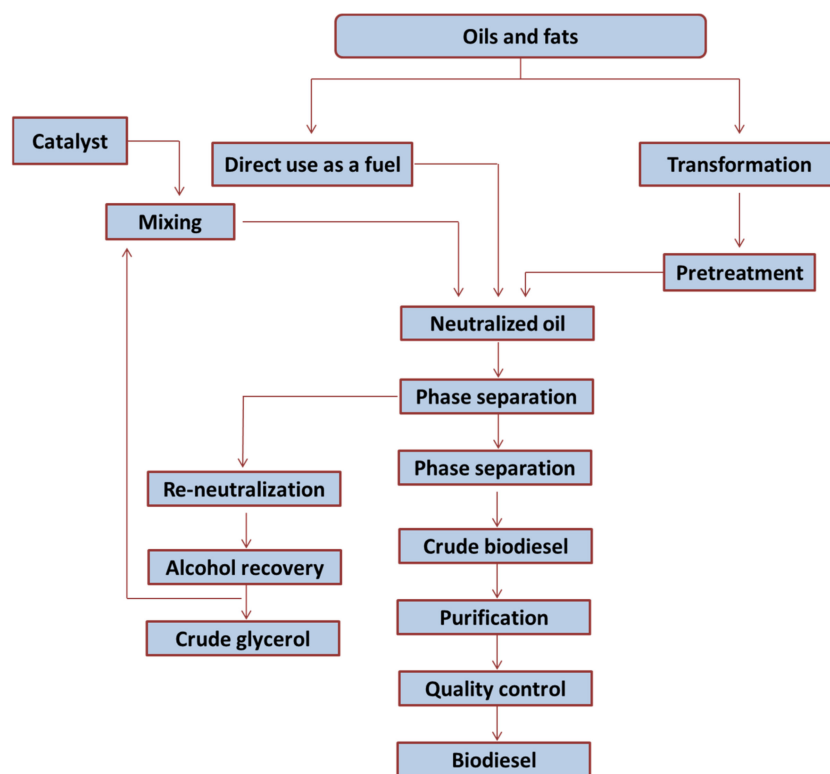 Oils and fats
Catalyst
Direct use as a fuel
Transformation
Mixing
Pretreatment
Neutralized oil
Phase separation
Phase separation
Re-neutralization
Crude biodiesel
Alcohol recovery
Purification
Crude glycerol
Quality control
Biodiesel